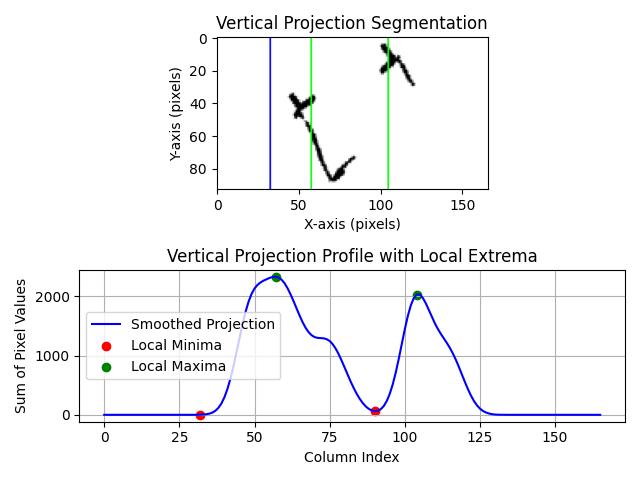 Vertical Projection Segmentation
0
20
40
60
80
Y-axis (pixels)
0 50 100 150
X-axis (pixels)
Vertical Projection Profile with Local Extrema
2000
1000
0
Sum of Pixel Values
Smoothed Projection
Local Minima
Local Maxima
0 25 50 75 100 125 150
Column Index